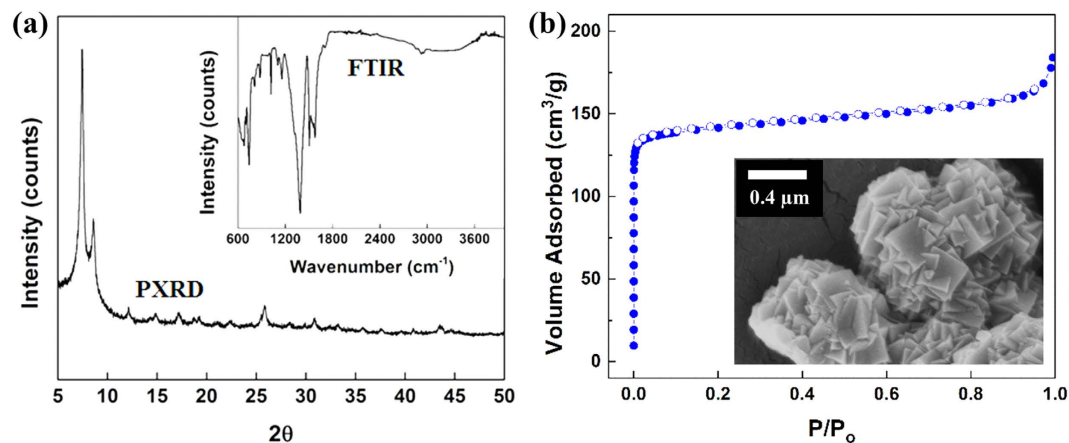 (a)
Intensity (counts)
PXRD
5 10 15 20 25 30 35 40 45 50
2θ
FTIR
Intensity (counts)
600 1200 1800 2400 3000 3600
Wavenumber (cm⁻¹)
(b)
Volume Adsorbed (cm³/g)
200
150
100
50
0
0.4 μm
0.0 0.2 0.4 0.6 0.8 1.0
P/Pₒ